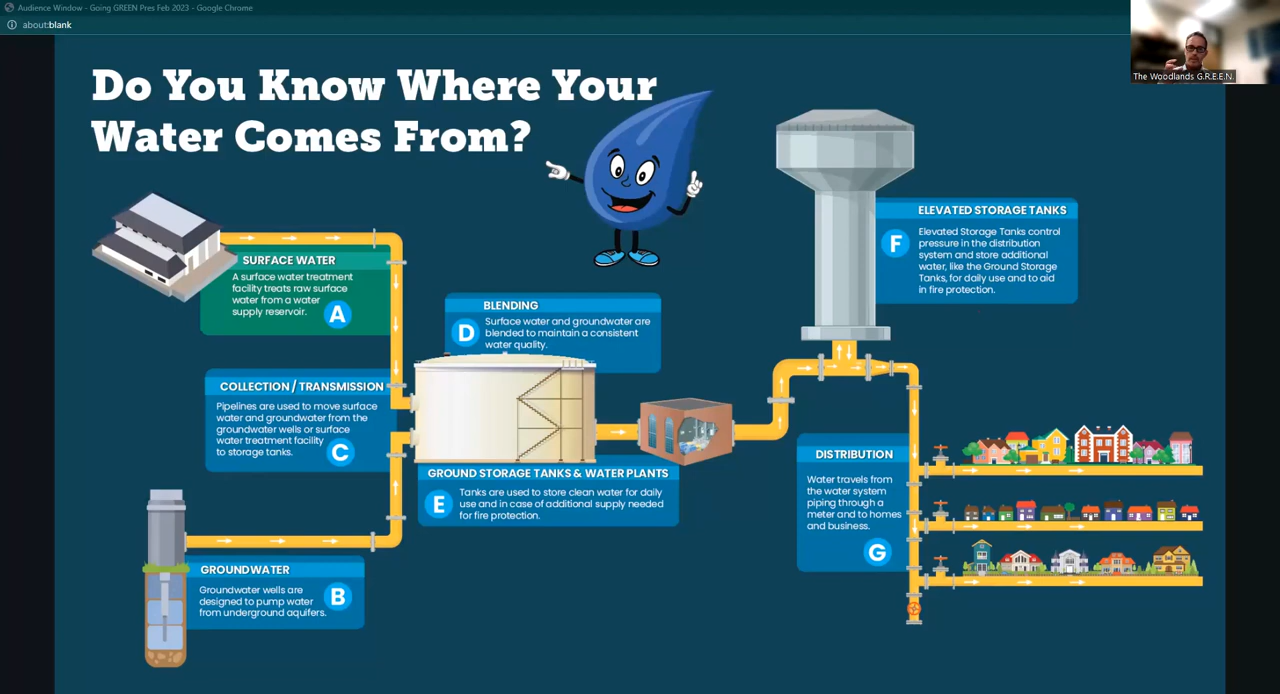 Audience Window - Going GREEN Pres Feb 2023 - Google Chrome
about:blank
The Woodlands G.R.E.E.N.
Do You Know Where Your
Water Comes From?
SURFACE WATER
A surface water treatment
facility treats raw surface
water from a water
supply reservoir.
A
GROUNDWATER
Groundwater wells are
designed to pump water
from underground aquifers.
B
COLLECTION / TRANSMISSION
Pipelines are used to move surface
water and groundwater from the
groundwater wells or surface
water treatment facility
to storage tanks.
C
BLENDING
D
Surface water and groundwater are
blended to maintain a consistent
water quality.
GROUND STORAGE TANKS & WATER PLANTS
E
Tanks are used to store clean water for daily
use and in case of additional supply needed
for fire protection.
ELEVATED STORAGE TANKS
F
Elevated Storage Tanks control
pressure in the distribution
system and store additional
water, like the Ground Storage
Tanks, for daily use and to aid
in fire protection.
DISTRIBUTION
Water travels from
the water system
piping through a
meter and to homes
and business.
G